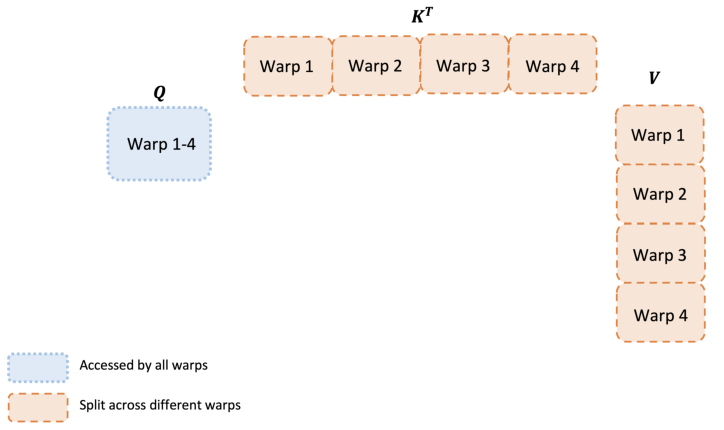 K^T
Warp 1 Warp 2 Warp 3 Warp 4
Q
Warp 1-4
V
Warp 1
Warp 2
Warp 3
Warp 4
Accessed by all warps
Split across different warps